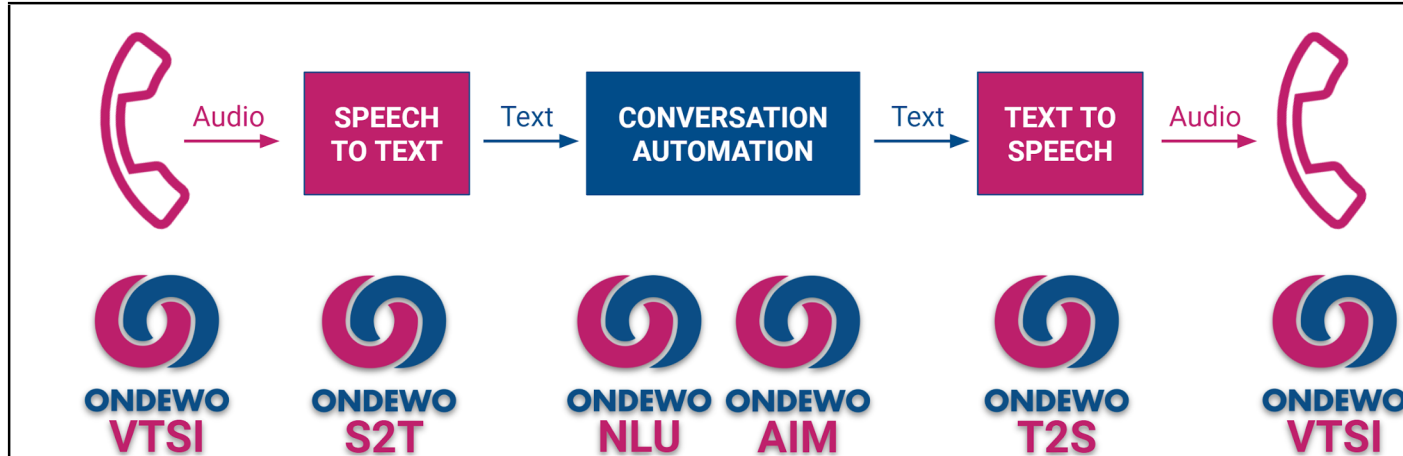 Audio
SPEECH
TO TEXT
Text
CONVERSATION
AUTOMATION
Text
TEXT TO
SPEECH
Audio
ONDEWO
VTSI
ONDEWO
S2T
ONDEWO
NLU
ONDEWO
AIM
ONDEWO
T2S
ONDEWO
VTSI